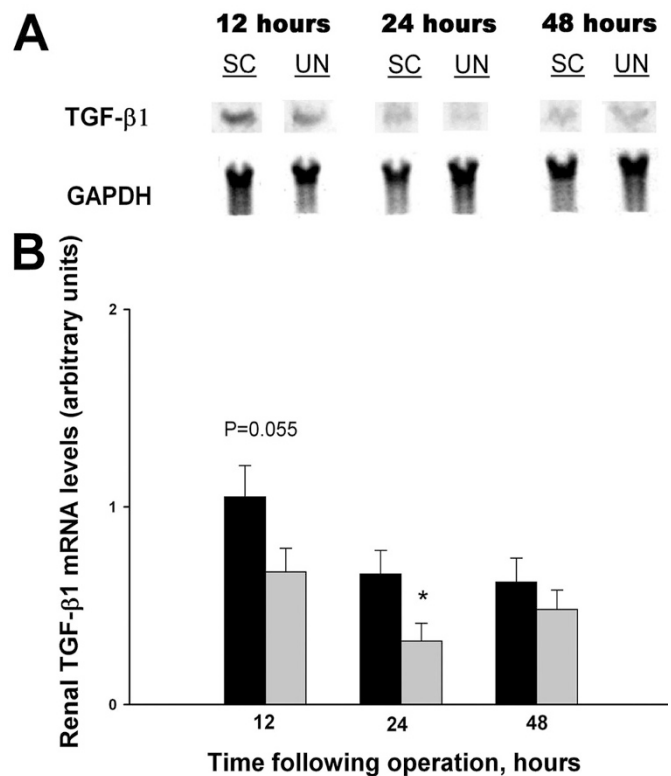 A
12 hours 24 hours 48 hours
SC UN SC UN SC UN
TGF-β1
GAPDH
B
Renal TGF-β1 mRNA levels (arbitrary units)
2
P=0.055
1
*
0
12 24 48
Time following operation, hours